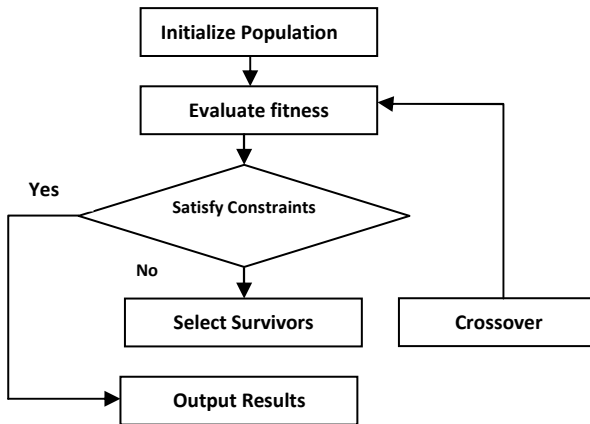 Initialize Population
Evaluate fitness
Yes
Satisfy Constraints
No
Select Survivors
Crossover
Output Results